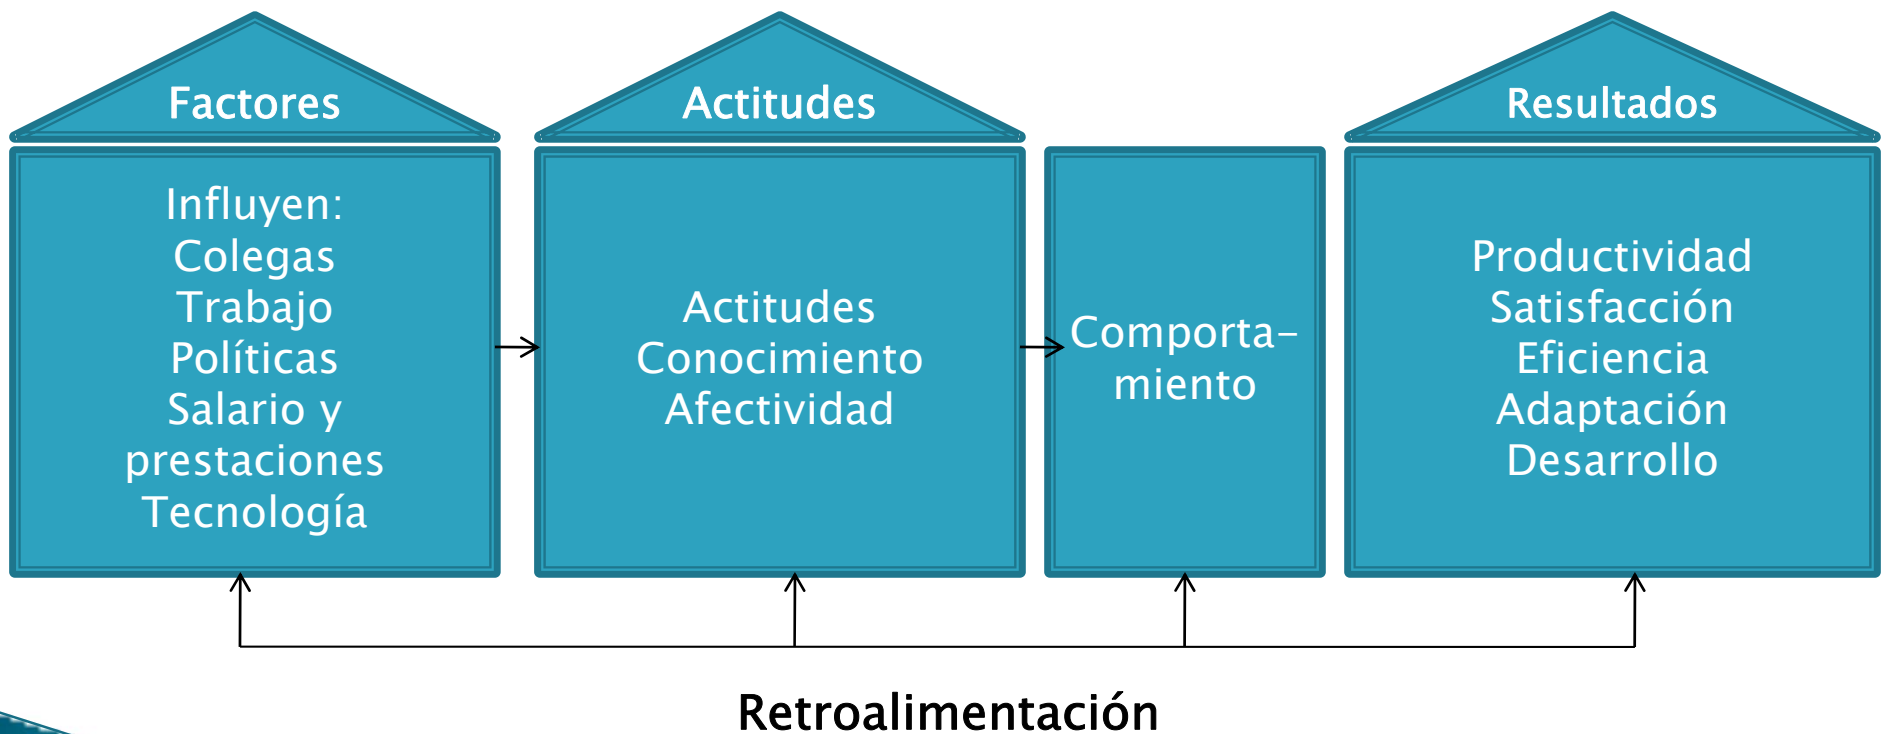 Factores
Influyen:
Colegas
Trabajo
Políticas
Salario y
prestaciones
Tecnología
Actitudes
Actitudes
Conocimiento
Afectividad
Comporta-
miento
Resultados
Productividad
Satisfacción
Eficiencia
Adaptación
Desarrollo
Retroalimentación